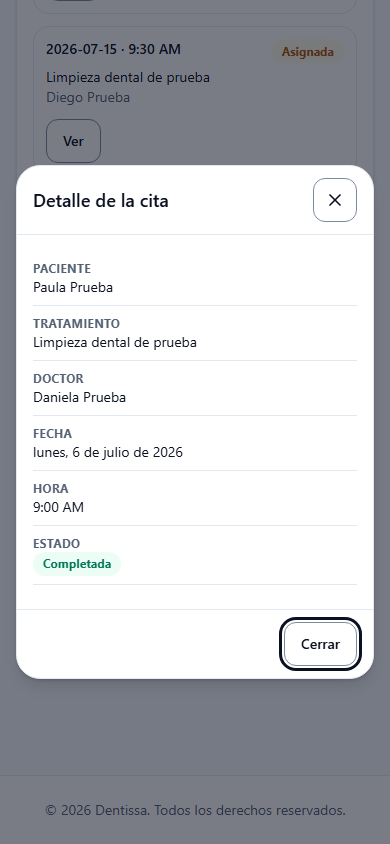 2026-07-15 · 9:30 AM
Asignada
Limpieza dental de prueba
Diego Prueba
Ver
Detalle de la cita
PACIENTE
Paula Prueba
TRATAMIENTO
Limpieza dental de prueba
DOCTOR
Daniela Prueba
FECHA
lunes, 6 de julio de 2026
HORA
9:00 AM
ESTADO
Completada
Cerrar
© 2026 Dentissa. Todos los derechos reservados.